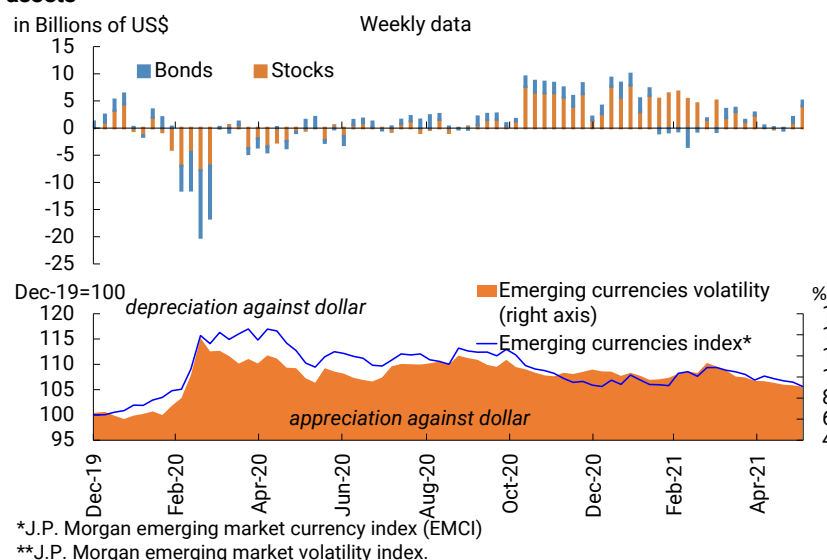 assets
in Billions of US$
Weekly data
15
10
5
0
-5
-10
-15
-20
-25
Bonds
Stocks
Dec-19=100
depreciation against dollar
Emerging currencies volatility
(right axis)
Emerging currencies index*
%
120
115
110
105
100
95
8
6
appreciation against dollar
Dec-19
Feb-20
Apr-20
Jun-20
Aug-20
Oct-20
Dec-20
Feb-21
Apr-21
*J.P. Morgan emerging market currency index (EMCI)
**J.P. Morgan emerging market volatility index.